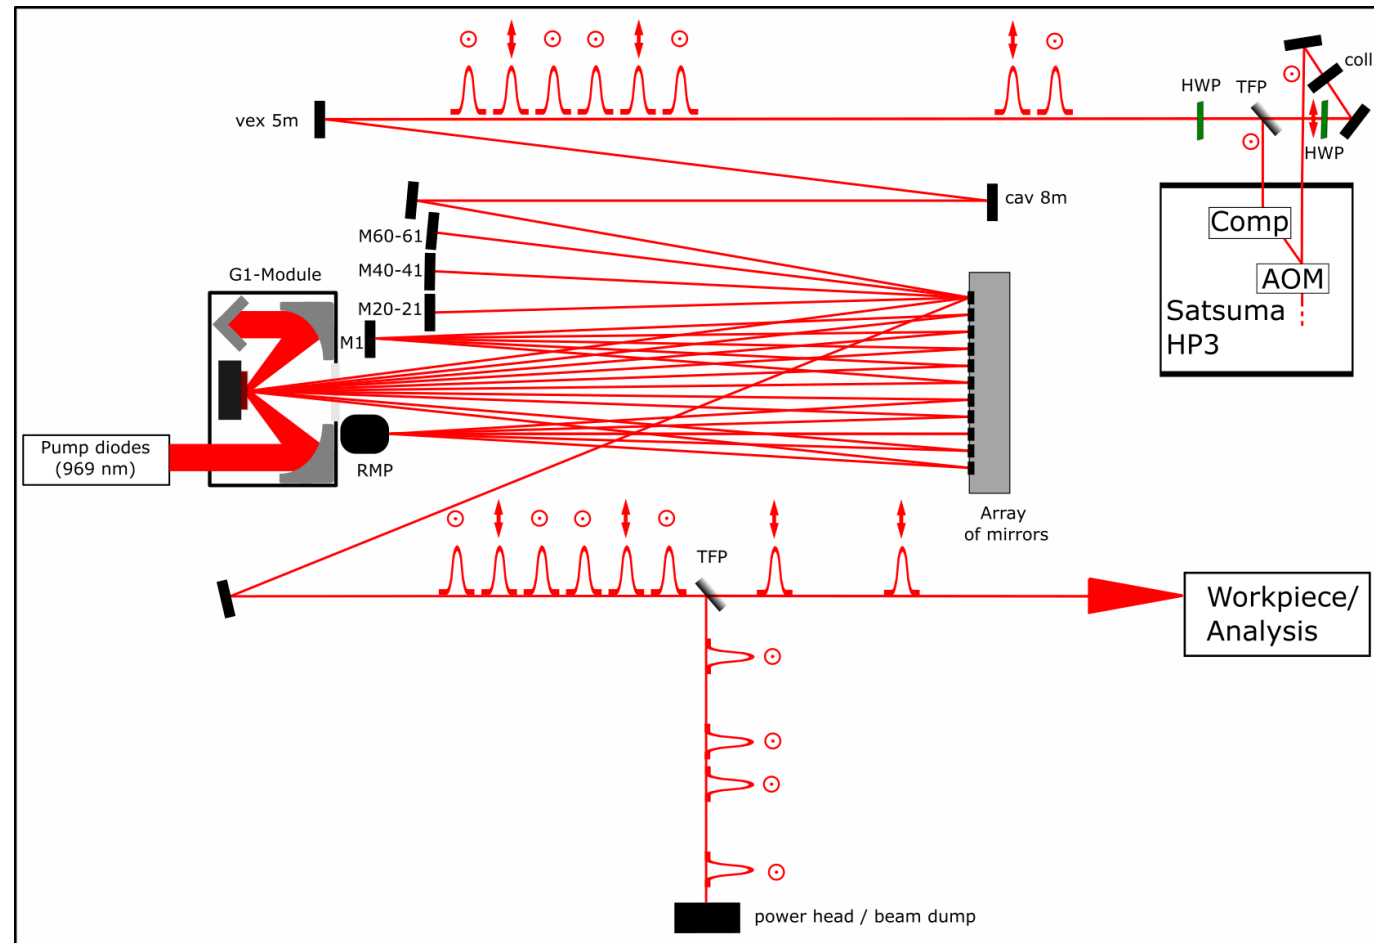 coll
HWP
TFP
vex 5m
HWP
cav 8m
Comp
M60-61
M40-41
G1-Module
AOM
M20-21
Satsuma
HP3
M1
Pump diodes
(969 nm)
RMP
Array
of mirrors
TFP
Workpiece/
Analysis
power head / beam dump